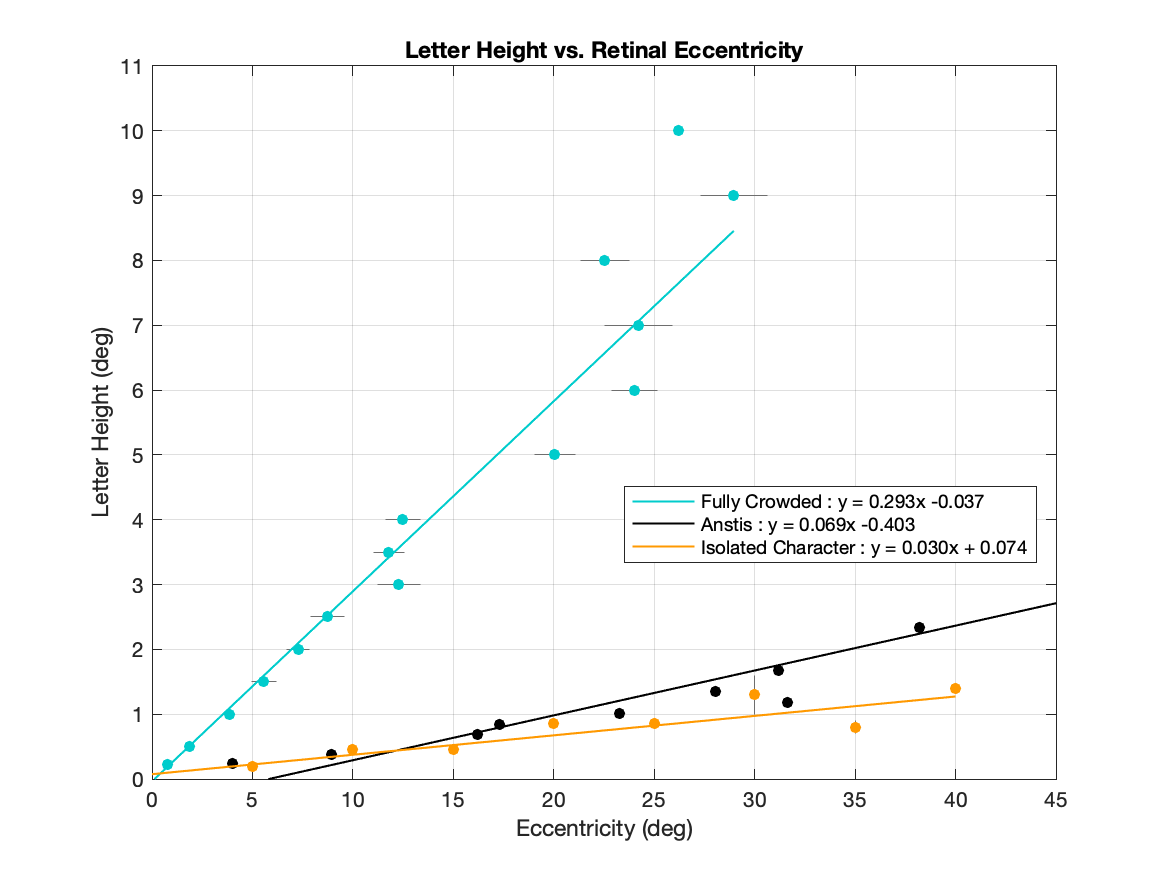 Letter Height vs. Retinal Eccentricity
11
10
9
8
7
6
5
4
3
2
1
0
Letter Height (deg)
Fully Crowded : y = 0.293x -0.037
Anstis : y = 0.069x -0.403
Isolated Character : y = 0.030x + 0.074
0 5 10 15 20 25 30 35 40 45
Eccentricity (deg)